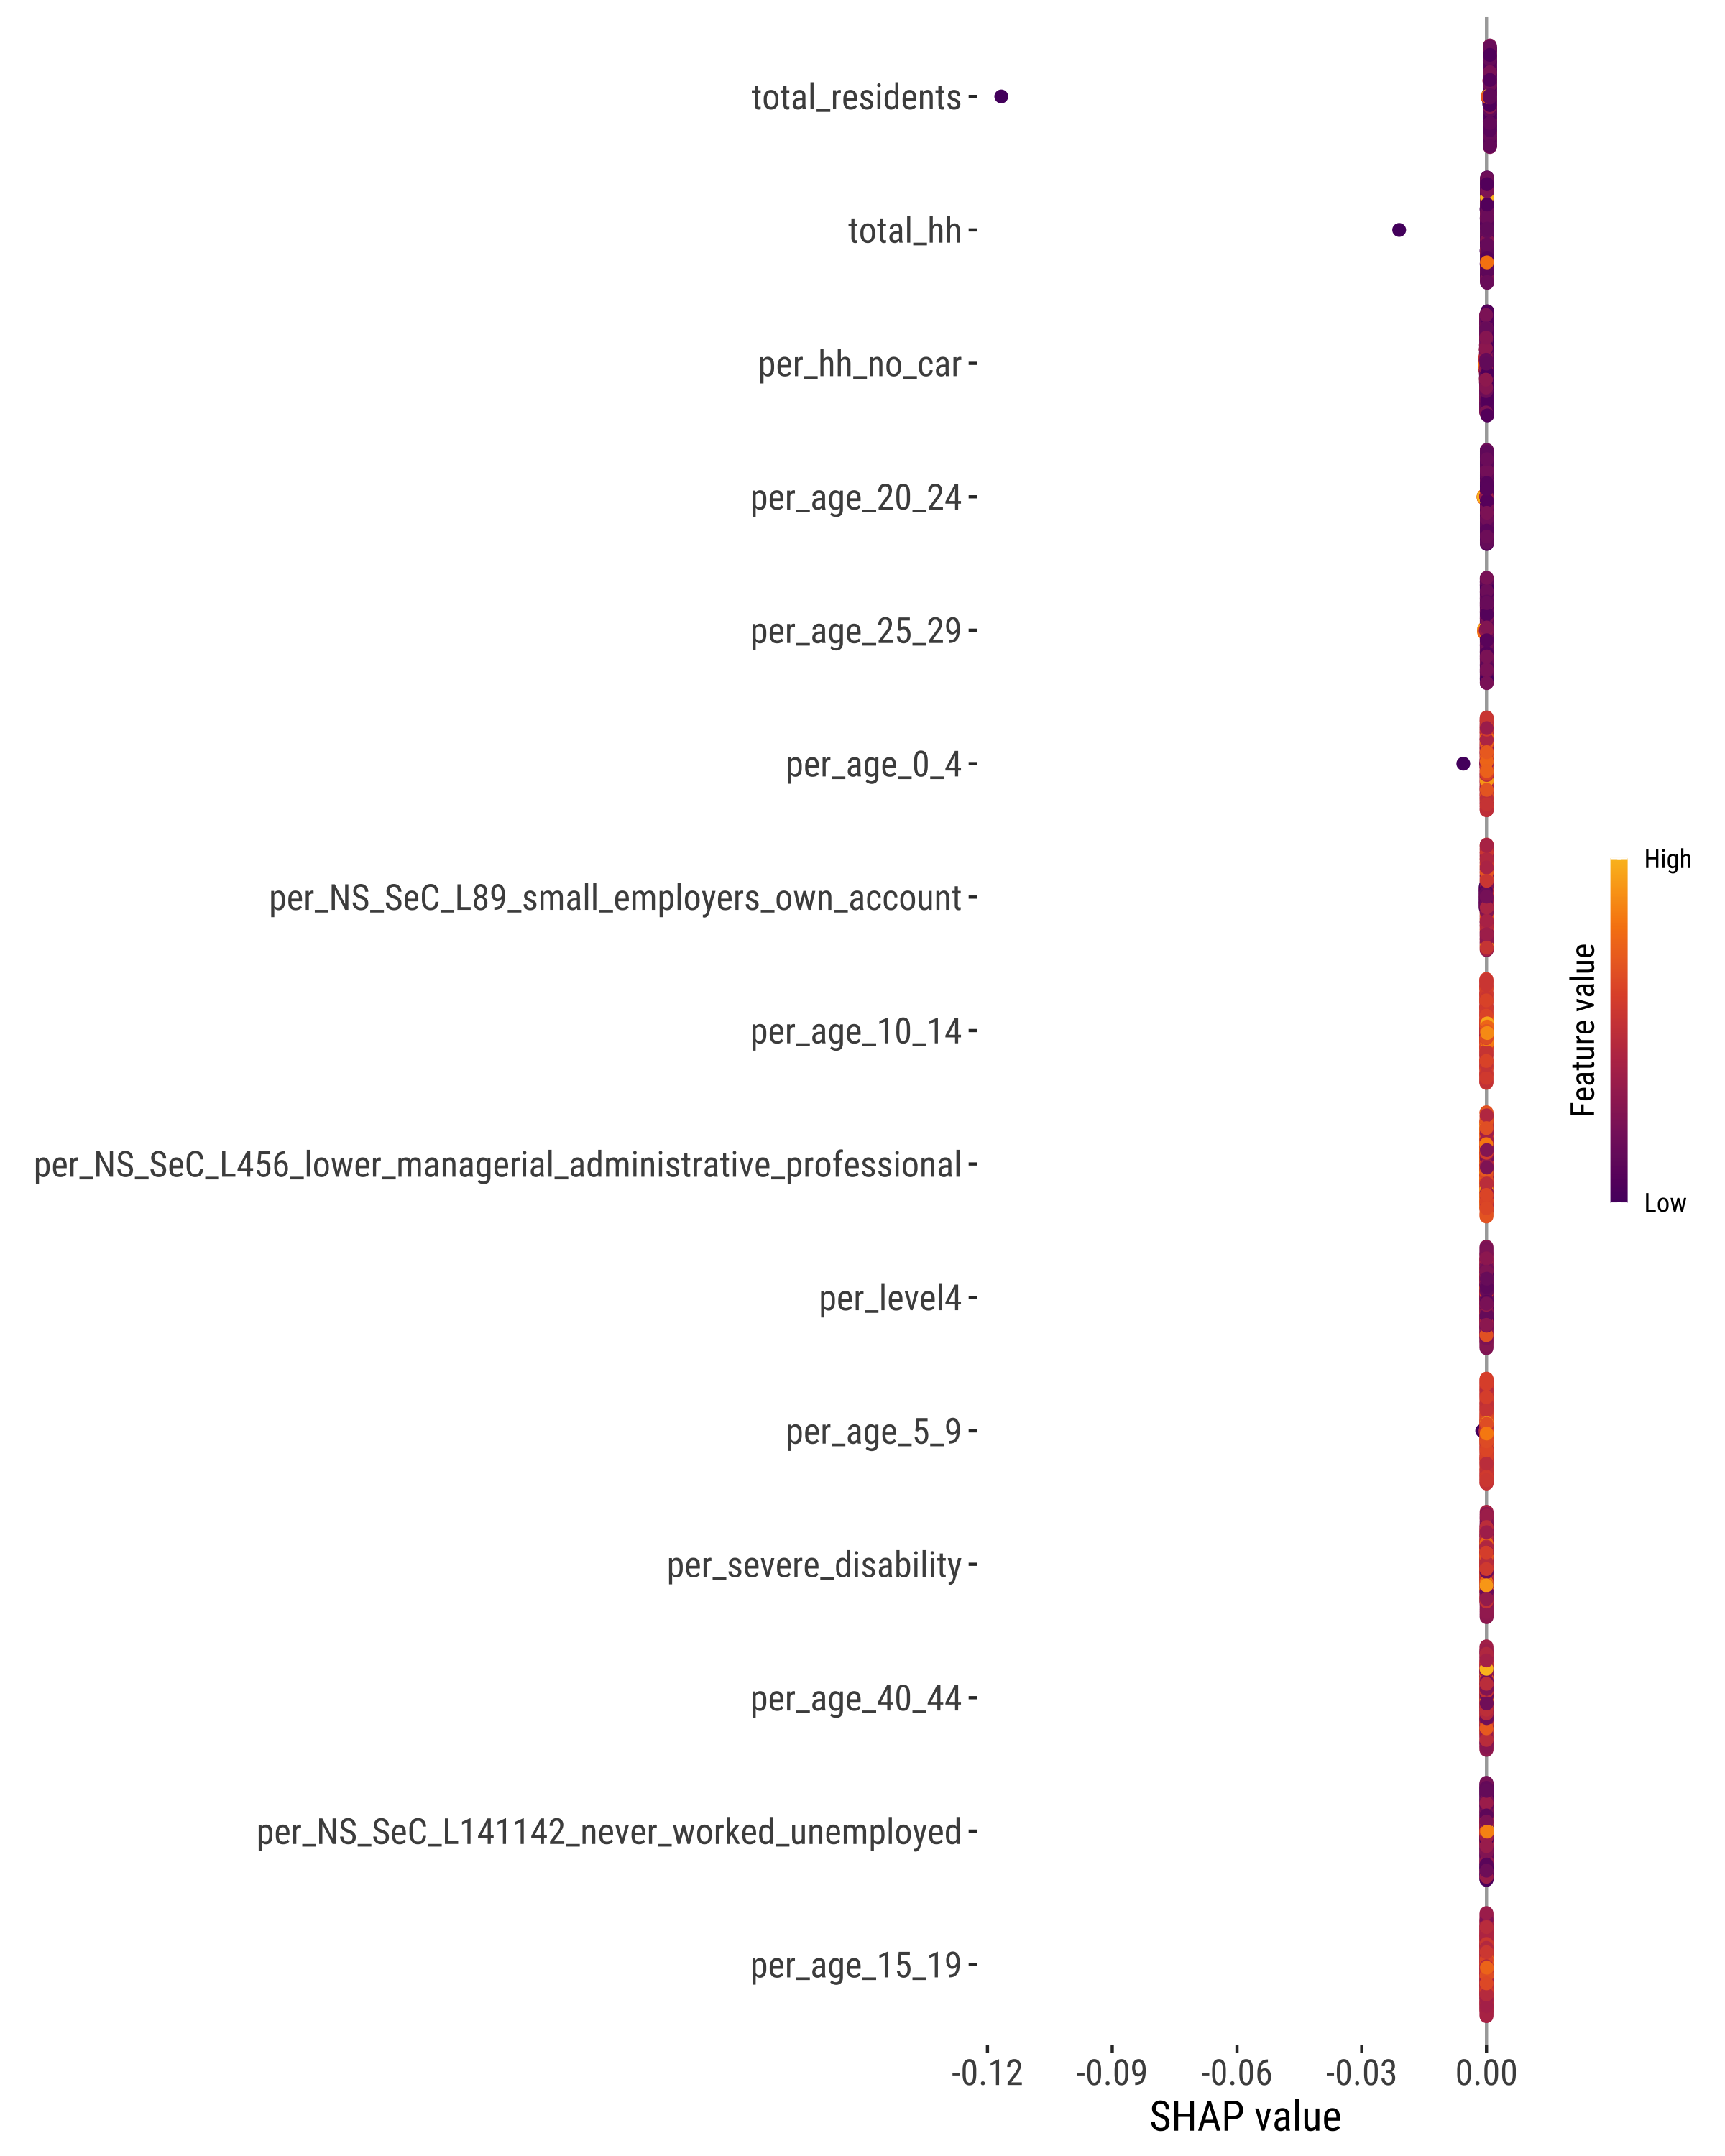 total_residents
total_hh
per_hh_no_car
per_age_20_24
per_age_25_29
per_age_0_4
per_NS_SeC_L89_small_employers_own_account
per_age_10_14
per_NS_SeC_L456_lower_managerial_administrative_professional
per_level4
per_age_5_9
per_severe_disability
per_age_40_44
per_NS_SeC_L141142_never_worked_unemployed
per_age_15_19
-0.12 -0.09 -0.06 -0.03 0.00
SHAP value
Feature value
High
Low